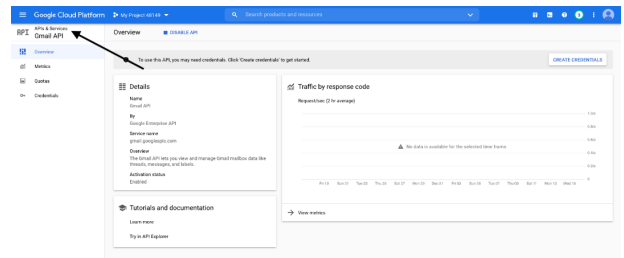 Google Cloud Platform
My Project 48149
Search products and resources
API
APIs & Services
Gmail API
Overview
DISABLE API
Overview
Metrics
Quotas
Credentials
To use this API, you may need credentials. Click 'Create credentials' to get started.
CREATE CREDENTIALS
Details
Name
Gmail API
By
Google Enterprise API
Service name
gmail.googleapis.com
Overview
The Gmail API lets you view and manage Gmail mailbox data like
threads, messages, and labels.
Activation status
Enabled
Tutorials and documentation
Learn more
Try in API Explorer
Traffic by response code
Request/sec (2 hr average)
No data is available for the selected time frame.
View metrics